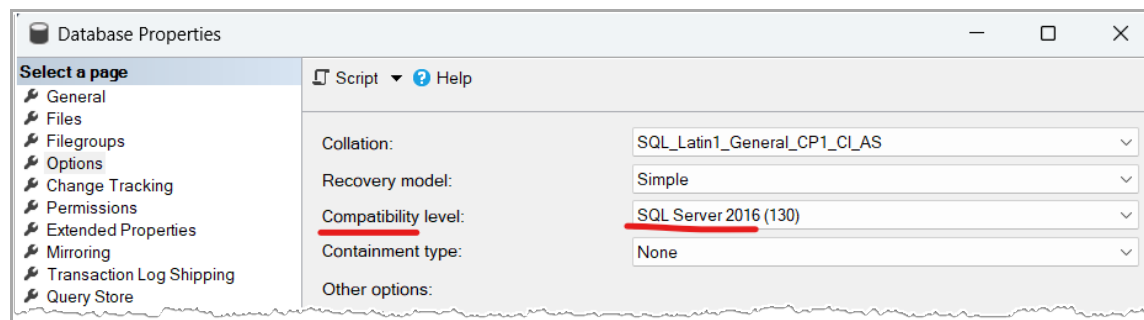 Database Properties
Select a page
General
Files
Filegroups
Options
Change Tracking
Permissions
Extended Properties
Mirroring
Transaction Log Shipping
Query Store
Script Help
Collation: SQL_Latin1_General_CP1_CI_AS
Recovery model: Simple
Compatibility level: SQL Server 2016 (130)
Containment type: None
Other options: